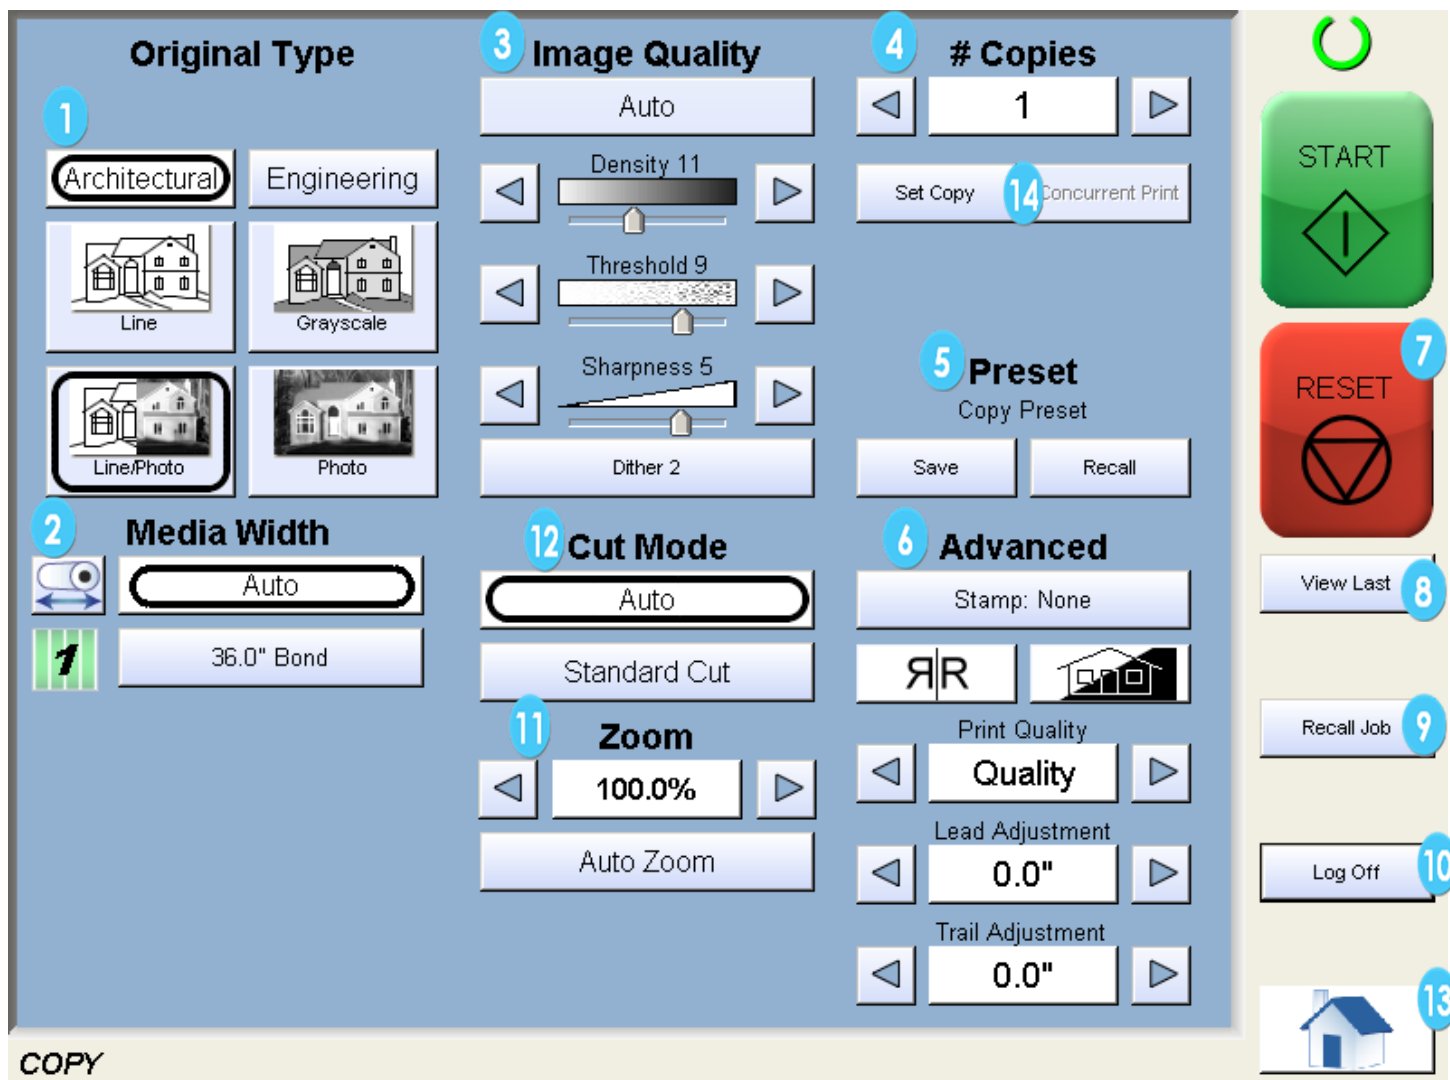 Original Type
1
Architectural
Engineering
Line
Grayscale
Line/Photo
Photo
2
Media Width
Auto
1
36.0" Bond
3
Image Quality
Auto
Density 11
Threshold 9
Sharpness 5
Dither 2
12
Cut Mode
Auto
Standard Cut
11
Zoom
100.0%
Auto Zoom
4
# Copies
1
Set Copy
14
Concurrent Print
5
Preset
Copy Preset
Save
Recall
6
Advanced
Stamp: None
ЯR
Print Quality
Quality
Lead Adjustment
0.0"
Trail Adjustment
0.0"
START
7
RESET
View Last
8
Recall Job
9
Log Off
10
13
COPY